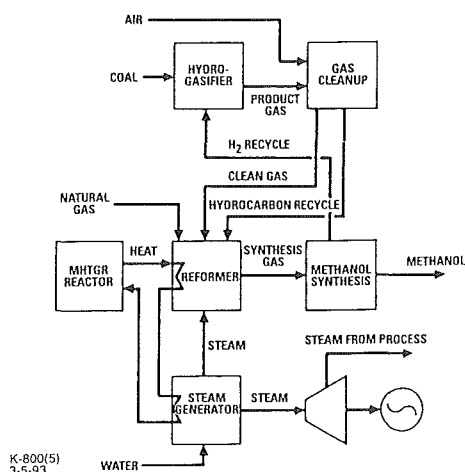 AIR
COAL
HYDRO-
GASIFIER
PRODUCT
GAS
GAS
CLEANUP
H2 RECYCLE
CLEAN GAS
HYDROCARBON RECYCLE
NATURAL
GAS
MHTGR
REACTOR
HEAT
REFORMER
SYNTHESIS
GAS
METHANOL
SYNTHESIS
METHANOL
STEAM
STEAM FROM PROCESS
STEAM
GENERATOR
STEAM
WATER
K-800(5)
3-5-93